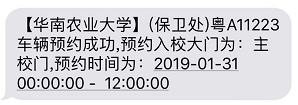 【华南农业大学】(保卫处)粤A11223
车辆预约成功,预约入校大门为：主
校门,预约时间为：2019-01-31
00:00:00 - 12:00:00